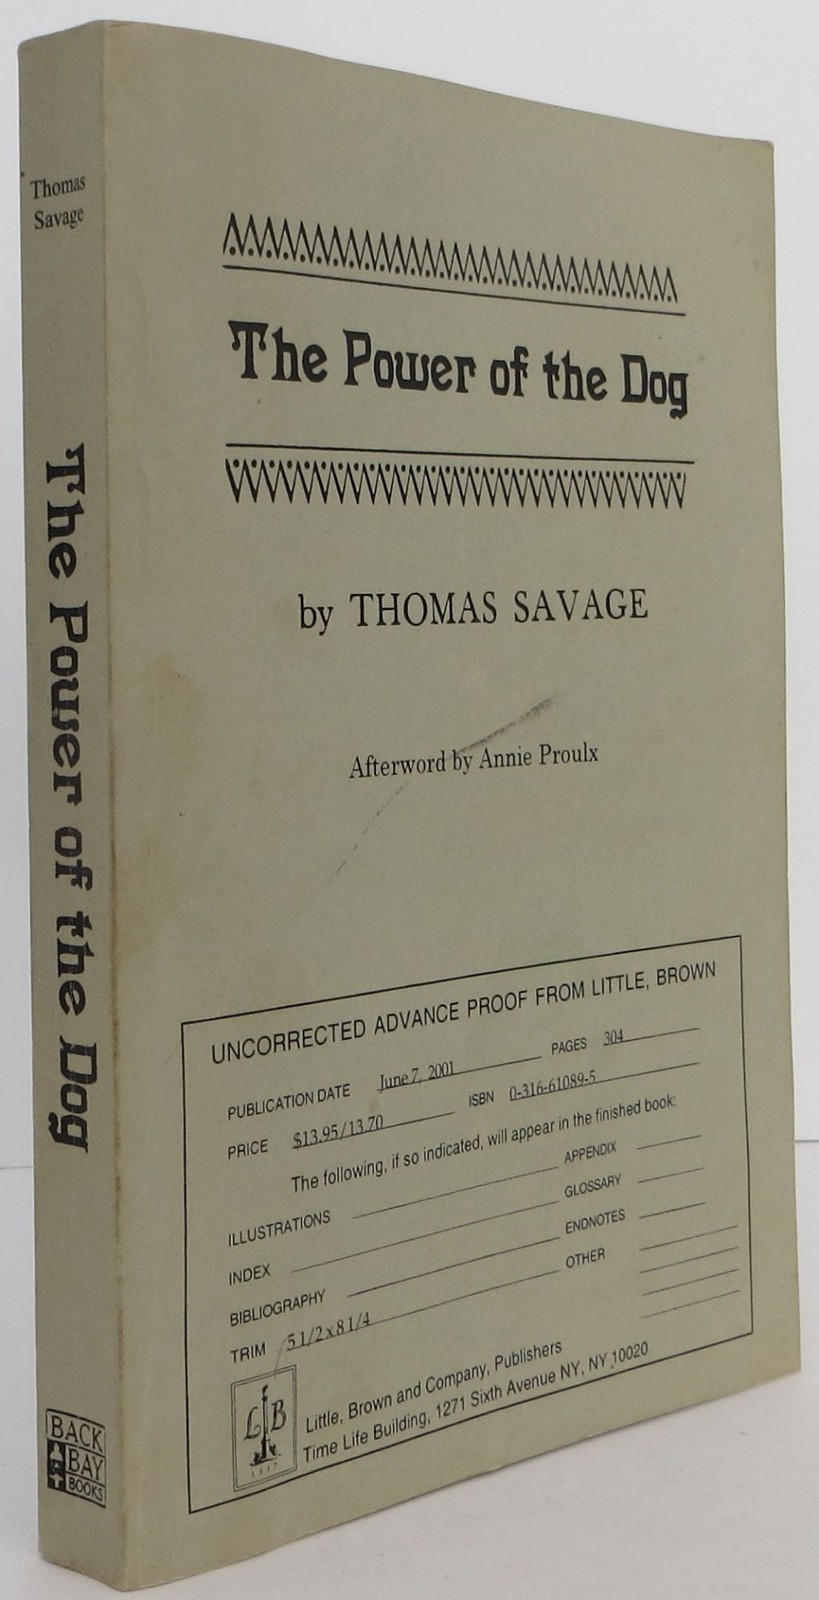 Thomas
Savage
The Power of the Dog
BACK
BAY
BOOKS
The Power of the Dog
by THOMAS SAVAGE
Afterword by Annie Proulx
UNCORRECTED ADVANCE PROOF FROM LITTLE, BROWN
PUBLICATION DATE June 7, 2001 PAGES 304
PRICE $13.95/13.70 ISBN 0-316-61089-5
The following, if so indicated, will appear in the finished book:
ILLUSTRATIONS APPENDIX
INDEX GLOSSARY
BIBLIOGRAPHY ENDNOTES
TRIM 5 1/2 x 8 1/4 OTHER
L B
1837
Little, Brown and Company, Publishers
Time Life Building, 1271 Sixth Avenue NY, NY 10020